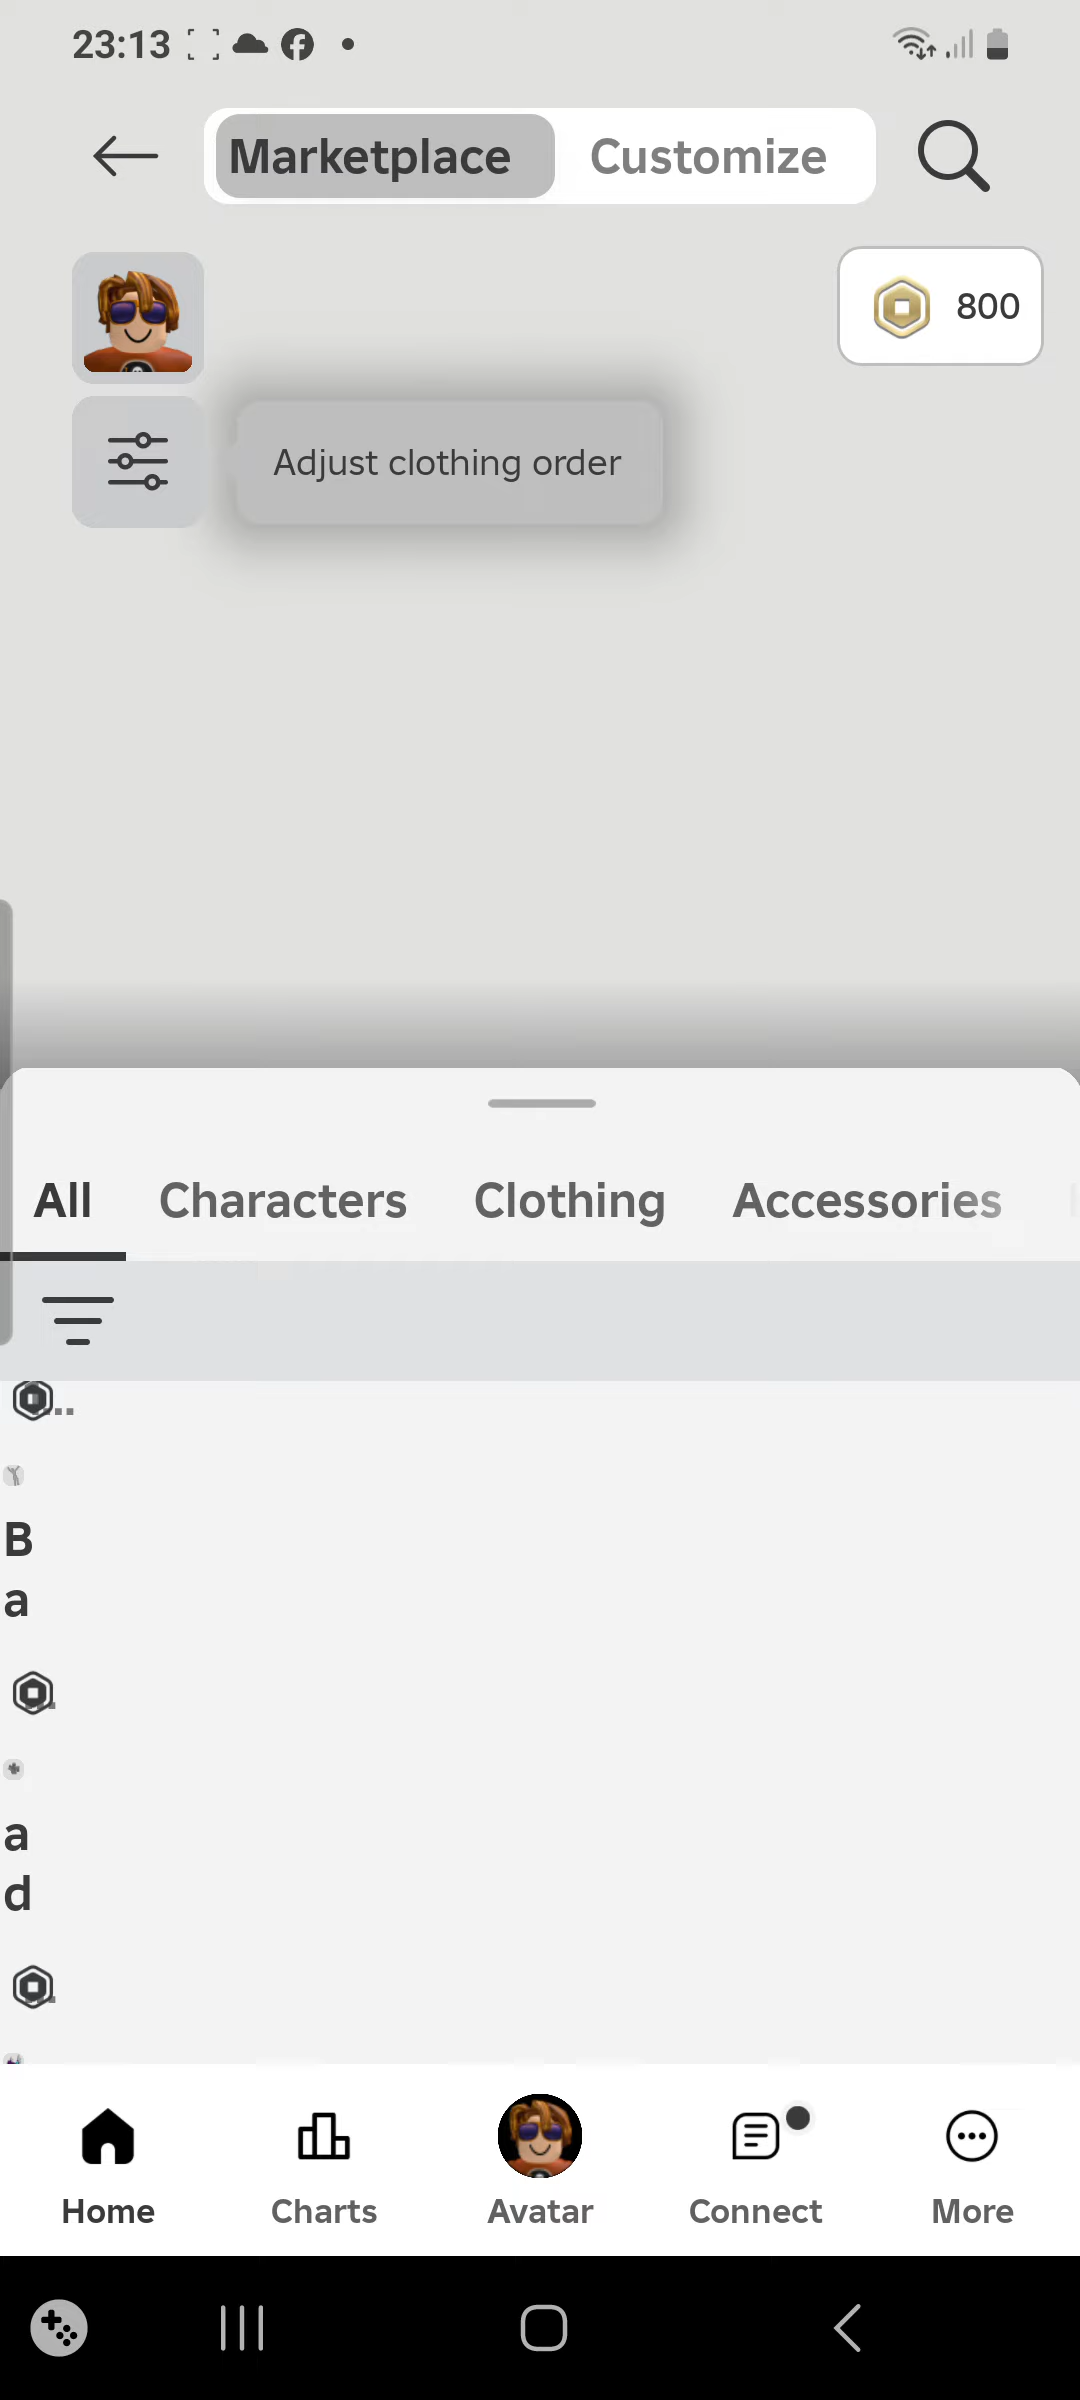 23:13
Marketplace Customize
800
Adjust clothing order
All Characters Clothing Accessories
...
B
a
a
d
Home Charts Avatar Connect More